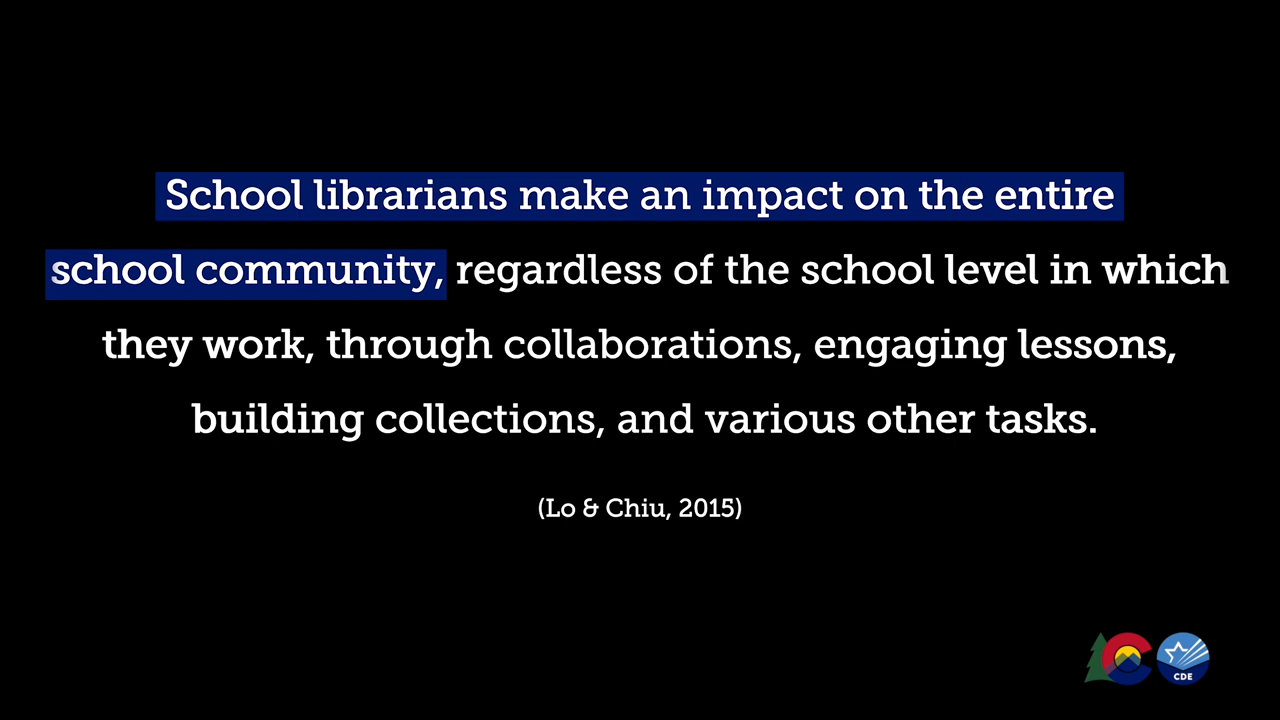 School librarians make an impact on the entire
school community, regardless of the school level in which
they work, through collaborations, engaging lessons,
building collections, and various other tasks.
(Lo & Chiu, 2015)
CDE